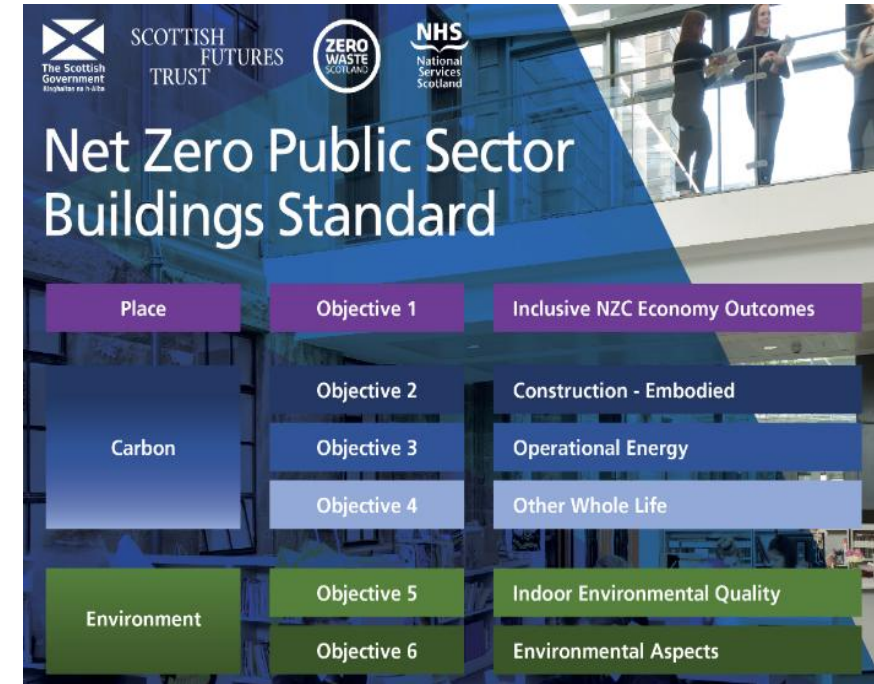 The Scottish
Government
Riaghaltas na h-Alba
SCOTTISH
FUTURES
TRUST
ZERO
WASTE
SCOTLAND
NHS
National
Services
Scotland
Net Zero Public Sector
Buildings Standard
Place Objective 1 Inclusive NZC Economy Outcomes
Objective 2 Construction - Embodied
Carbon Objective 3 Operational Energy
Objective 4 Other Whole Life
Objective 5 Indoor Environmental Quality
Environment
Objective 6 Environmental Aspects